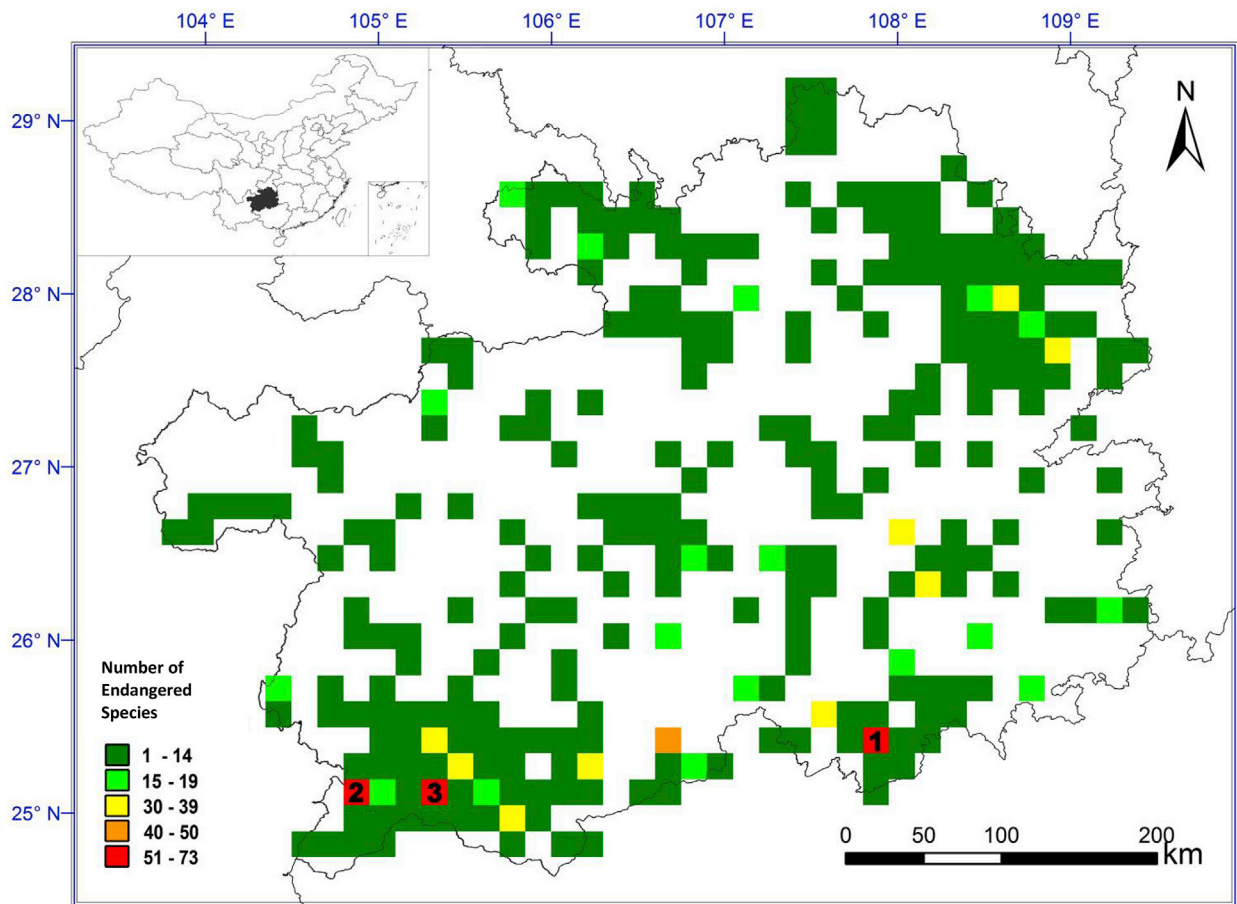 104° E 105° E 106° E 107° E 108° E 109° E
N
29° N
28° N
27° N
26° N
25° N
Number of
Endangered
Species
1 - 14
15 - 19
30 - 39
40 - 50
51 - 73
1
2 3
0 50 100 200
km